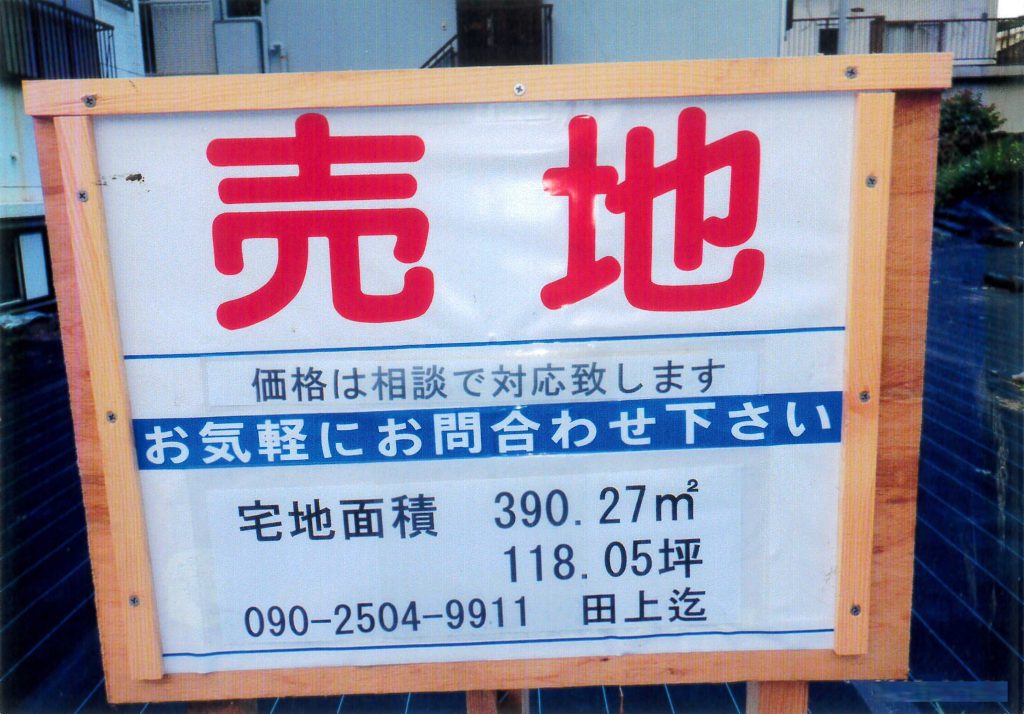 売地
価格は相談で対応致します
お気軽にお問合わせ下さい
宅地面積 390.27㎡
118.05坪
090-2504-9911 田上迄